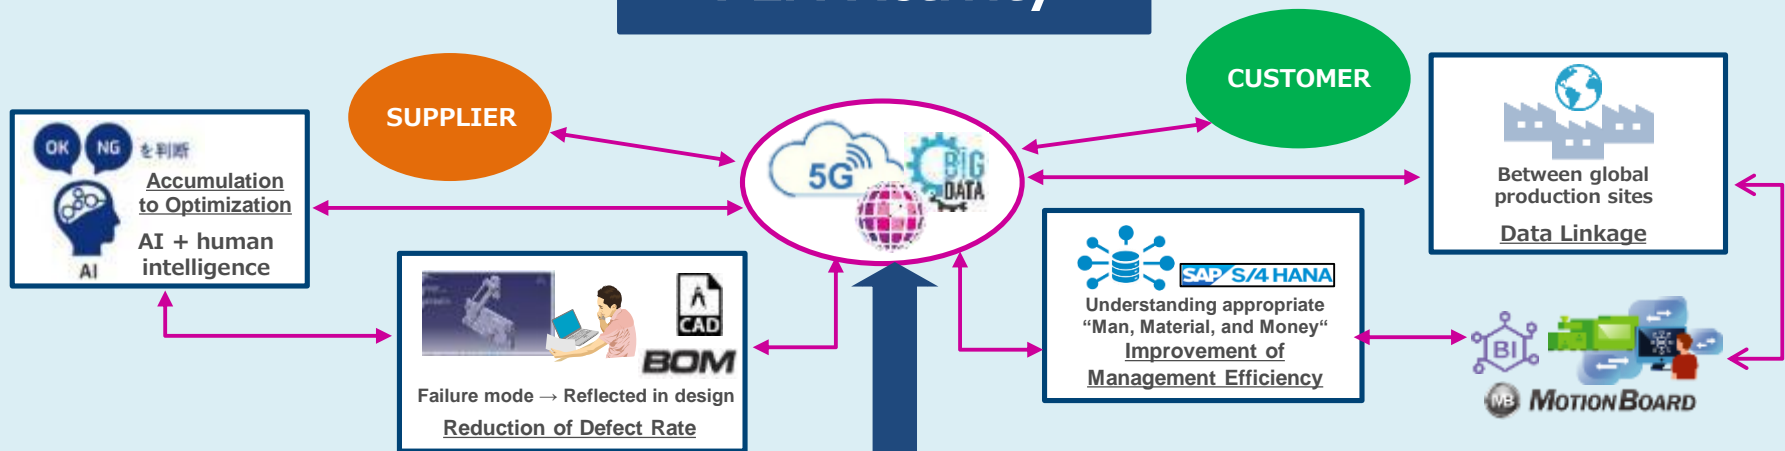 SUPPLIER
CUSTOMER
OK NG を判断
Accumulation
to Optimization
AI + human
intelligence
AI
5G
BIG
DATA
Between global
production sites
Data Linkage
CAD
BOM
Failure mode → Reflected in design
Reduction of Defect Rate
SAP S/4 HANA
Understanding appropriate
“Man, Material, and Money“
Improvement of
Management Efficiency
BI
MB MOTIONBOARD